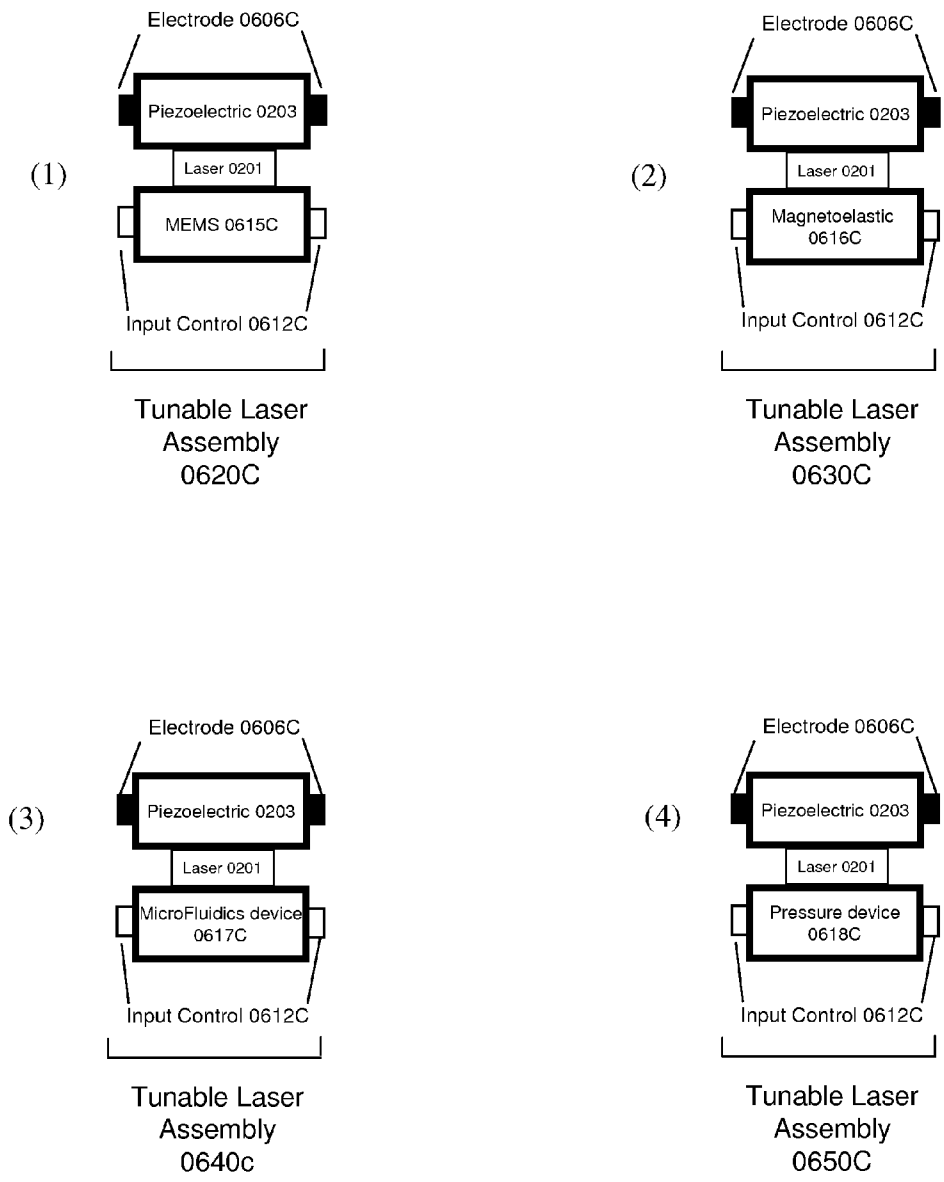 Electrode 0606C
Piezoelectric 0203
(1)
Laser 0201
MEMS 0615C
Input Control 0612C
Tunable Laser
Assembly
0620C
Electrode 0606C
Piezoelectric 0203
(2)
Laser 0201
Magnetoelastic
0616C
Input Control 0612C
Tunable Laser
Assembly
0630C
Electrode 0606C
Piezoelectric 0203
(3)
Laser 0201
MicroFluidics device
0617C
Input Control 0612C
Tunable Laser
Assembly
0640c
Electrode 0606C
Piezoelectric 0203
(4)
Laser 0201
Pressure device
0618C
Input Control 0612C
Tunable Laser
Assembly
0650C